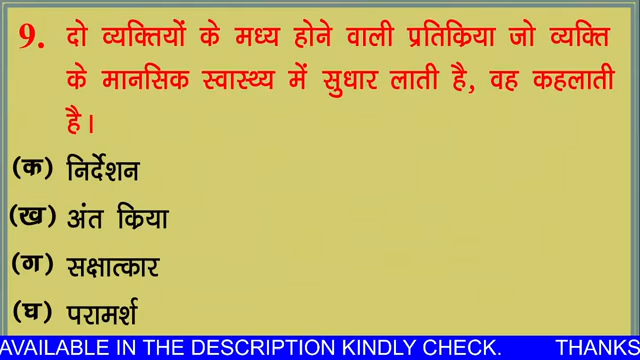 9. दो व्यक्तियों के मध्य होने वाली प्रतिक्रिया जो व्यक्ति
के मानसिक स्वास्थ्य में सुधार लाती है, वह कहलाती
है।
(क) निर्देशन
(ख) अंत क्रिया
(ग) सक्षात्कार
(घ) परामर्श
AVAILABLE IN THE DESCRIPTION KINDLY CHECK. THANKS